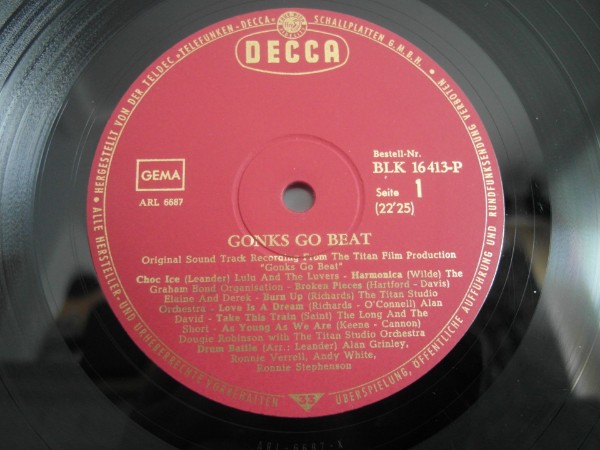 DECCA
HERGESTELLT VON DER TELDEC »TELEFUNKEN-DECCA« SCHALLPLATTEN G.M.B.H.
ALLE HERSTELLER- UND URHEBERRECHTE VORBEHALTEN
ÜBERSPIELUNG, ÖFFENTLICHE AUFFÜHRUNG UND RUNDFUNKSENDUNG VERBOTEN
GEMA
ARL 6687
Bestell-Nr.
BLK 16413-P
Seite 1
(22'25)
GONKS GO BEAT
Original Sound Track Recording From The Titan Film Production
"Gonks Go Beat"
Choc Ice (Leander) Lulu And The Luvers - Harmonica (Wilde) The
Graham Bond Organisation - Broken Pieces (Hartford - Davis)
Elaine And Derek - Burn Up (Richards) The Titan Studio
Orchestra - Love Is A Dream (Richards - O'Connell) Alan
David - Take This Train (Saint) The Long And The
Short - As Young As We Are (Keens - Cannon)
Dougie Robinson with The Titan Studio Orchestra
Drum Battle (Arr.: Leander) Alan Grinley,
Ronnie Verrell, Andy White,
Ronnie Stephenson
33
ARL-6687-X